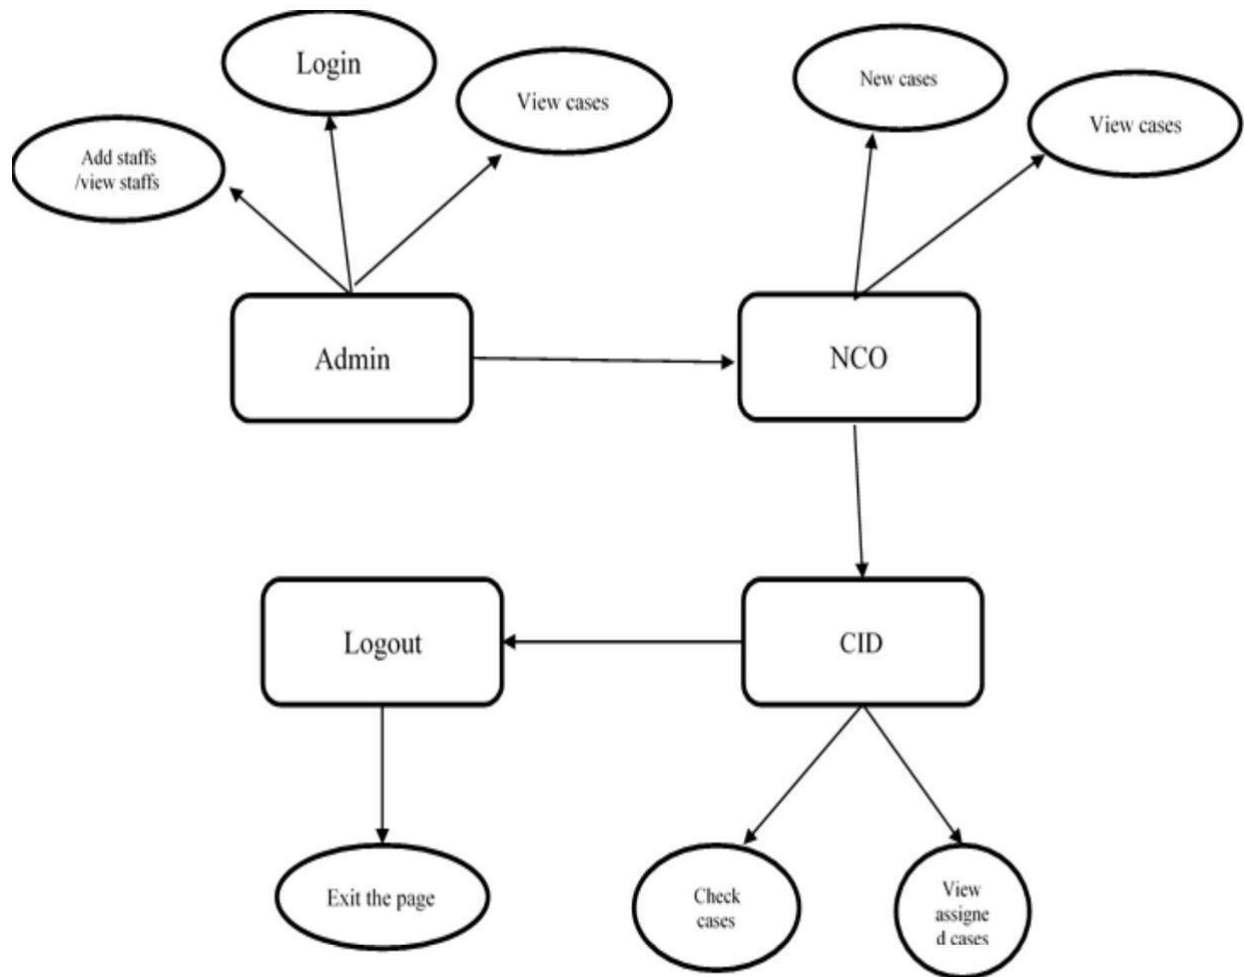 Login
View cases
Add staffs
/view staffs
New cases
View cases
Admin
NCO
Logout
CID
Exit the page
Check
cases
View
assigne
d cases